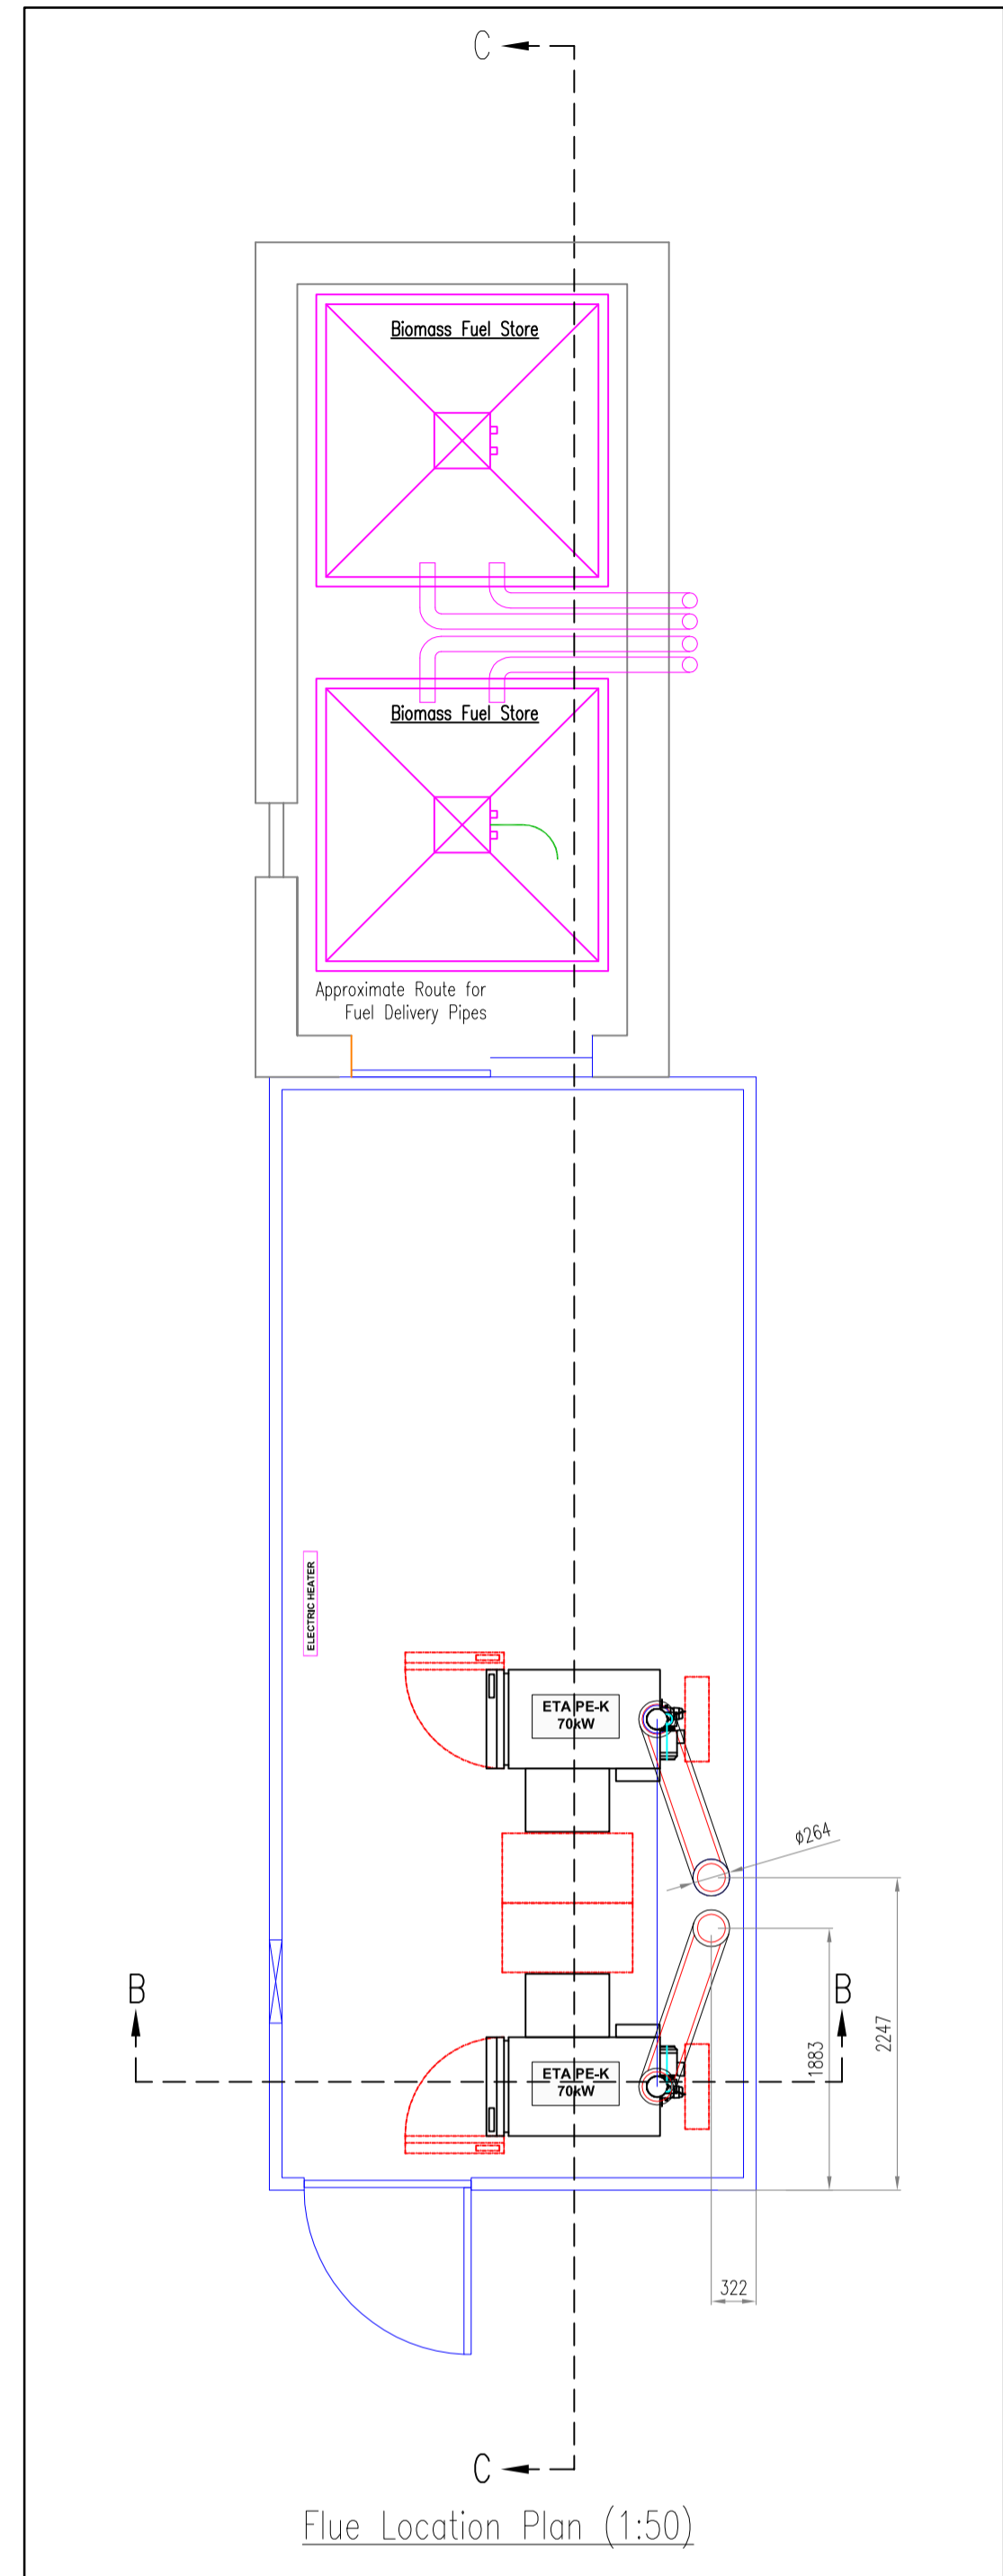 C
Biomass Fuel Store
Biomass Fuel Store
Approximate Route for
Fuel Delivery Pipes
ELECTRIC HEATER
ETA PE-K
70kW
ø264
B
B
1883
2247
ETA PE-K
70kW
322
C
Flue Location Plan (1:50)